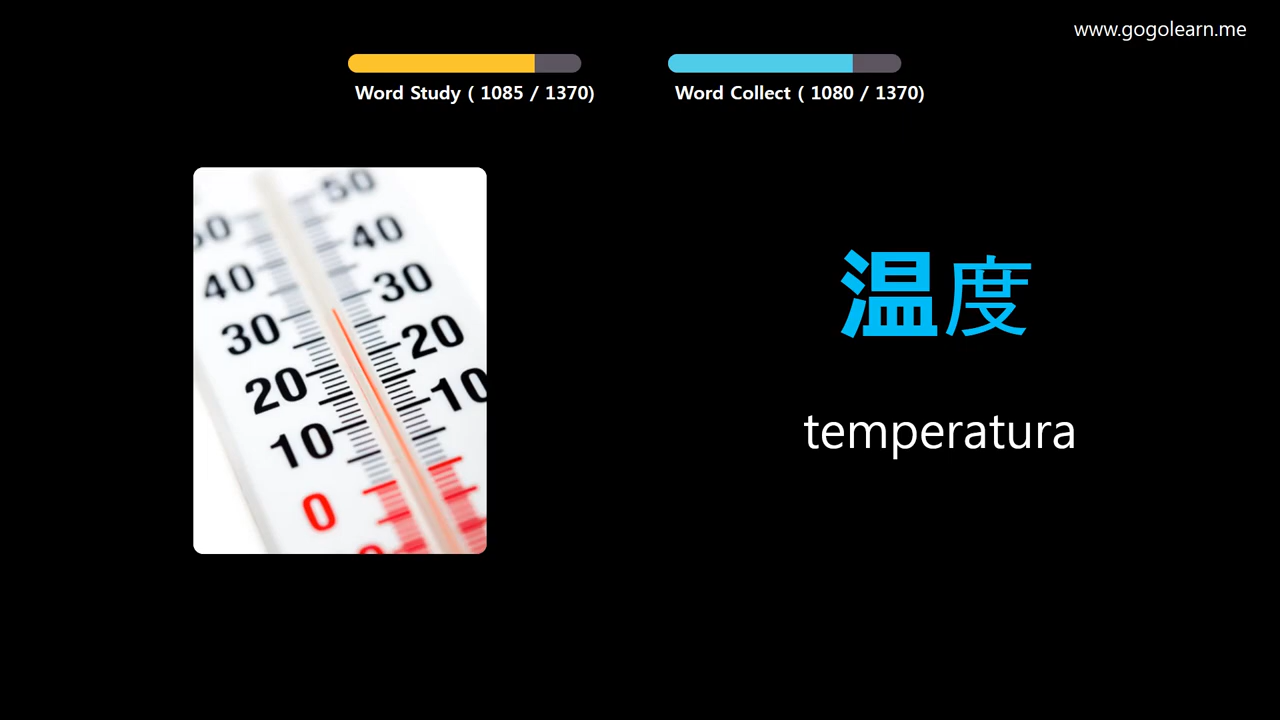 www.gogolearn.me
Word Study ( 1085 / 1370)
Word Collect ( 1080 / 1370)
50
50
40
40
30
30
20
20
10
10
0
温度
temperatura